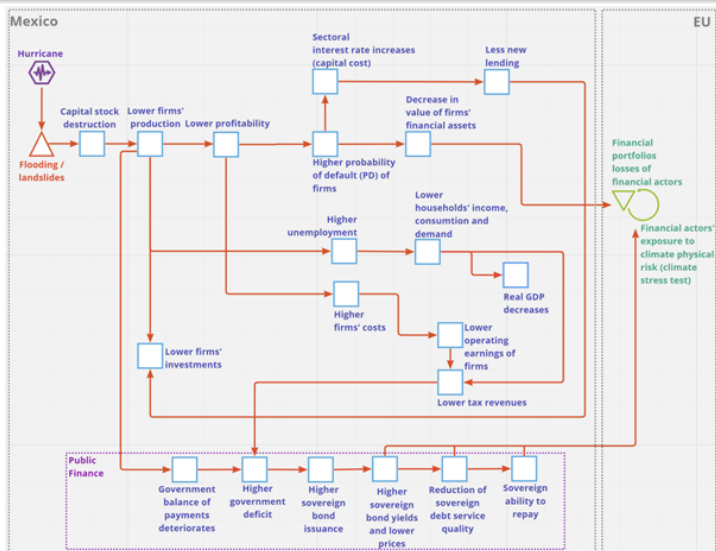 Mexico
EU
Hurricane
Flooding /
landslides
Capital stock
destruction
Lower firms'
production
Lower profitability
Sectoral
interest rate increases
(capital cost)
Less new
lending
Higher probability
of default (PD) of
firms
Decrease in
value of firms'
financial assets
Financial
portfolios
losses of
financial actors
Financial actors'
exposure to
climate physical
risk (climate
stress test)
Higher
unemployment
Lower
households' income,
consumtion and
demand
Real GDP
decreases
Higher
firms' costs
Lower
operating
earnings of
firms
Lower firms'
investments
Lower tax revenues
Public
Finance
Government
balance of
payments
deteriorates
Higher
government
deficit
Higher
sovereign
bond
issuance
Higher
sovereign
bond yields
and lower
prices
Reduction of
sovereign
debt service
quality
Sovereign
ability to
repay